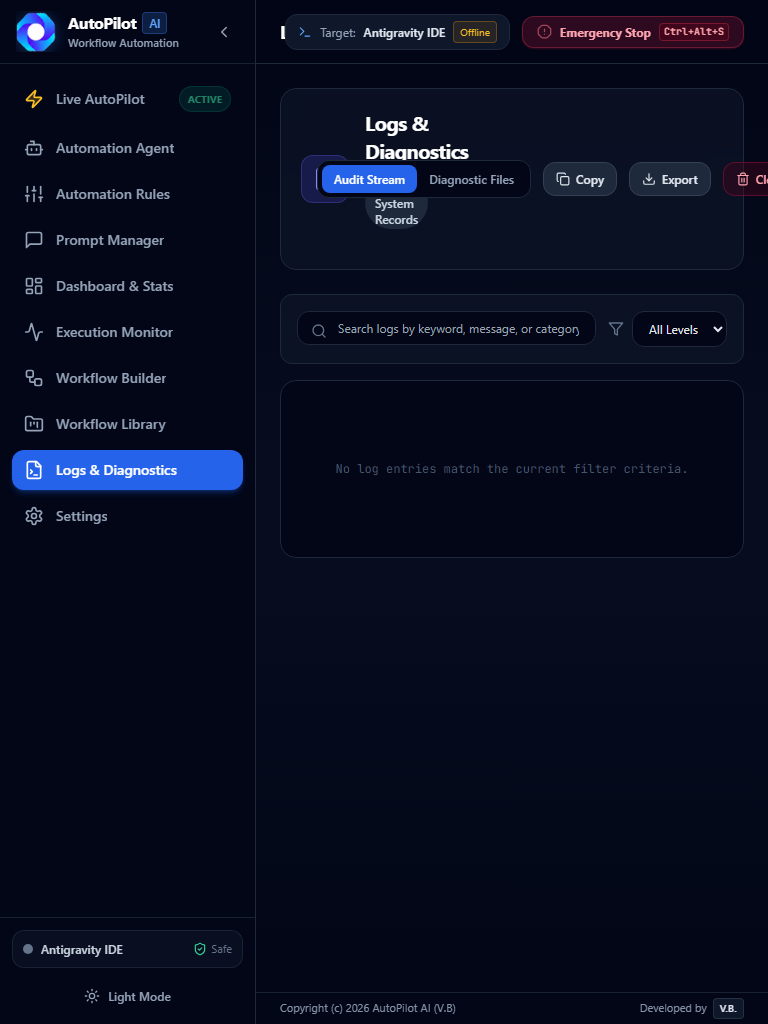 AutoPilot AI
Workflow Automation
Live AutoPilot ACTIVE
Automation Agent
Automation Rules
Prompt Manager
Dashboard & Stats
Execution Monitor
Workflow Builder
Workflow Library
Logs & Diagnostics
Settings
Antigravity IDE Safe
Light Mode
Target: Antigravity IDE Offline
Emergency Stop Ctrl+Alt+S
Logs &
Diagnostics
Audit Stream Diagnostic Files Copy Export
System
Records
Search logs by keyword, message, or category
All Levels
No log entries match the current filter criteria.
Copyright (c) 2026 AutoPilot AI (V.B)
Developed by V.B.